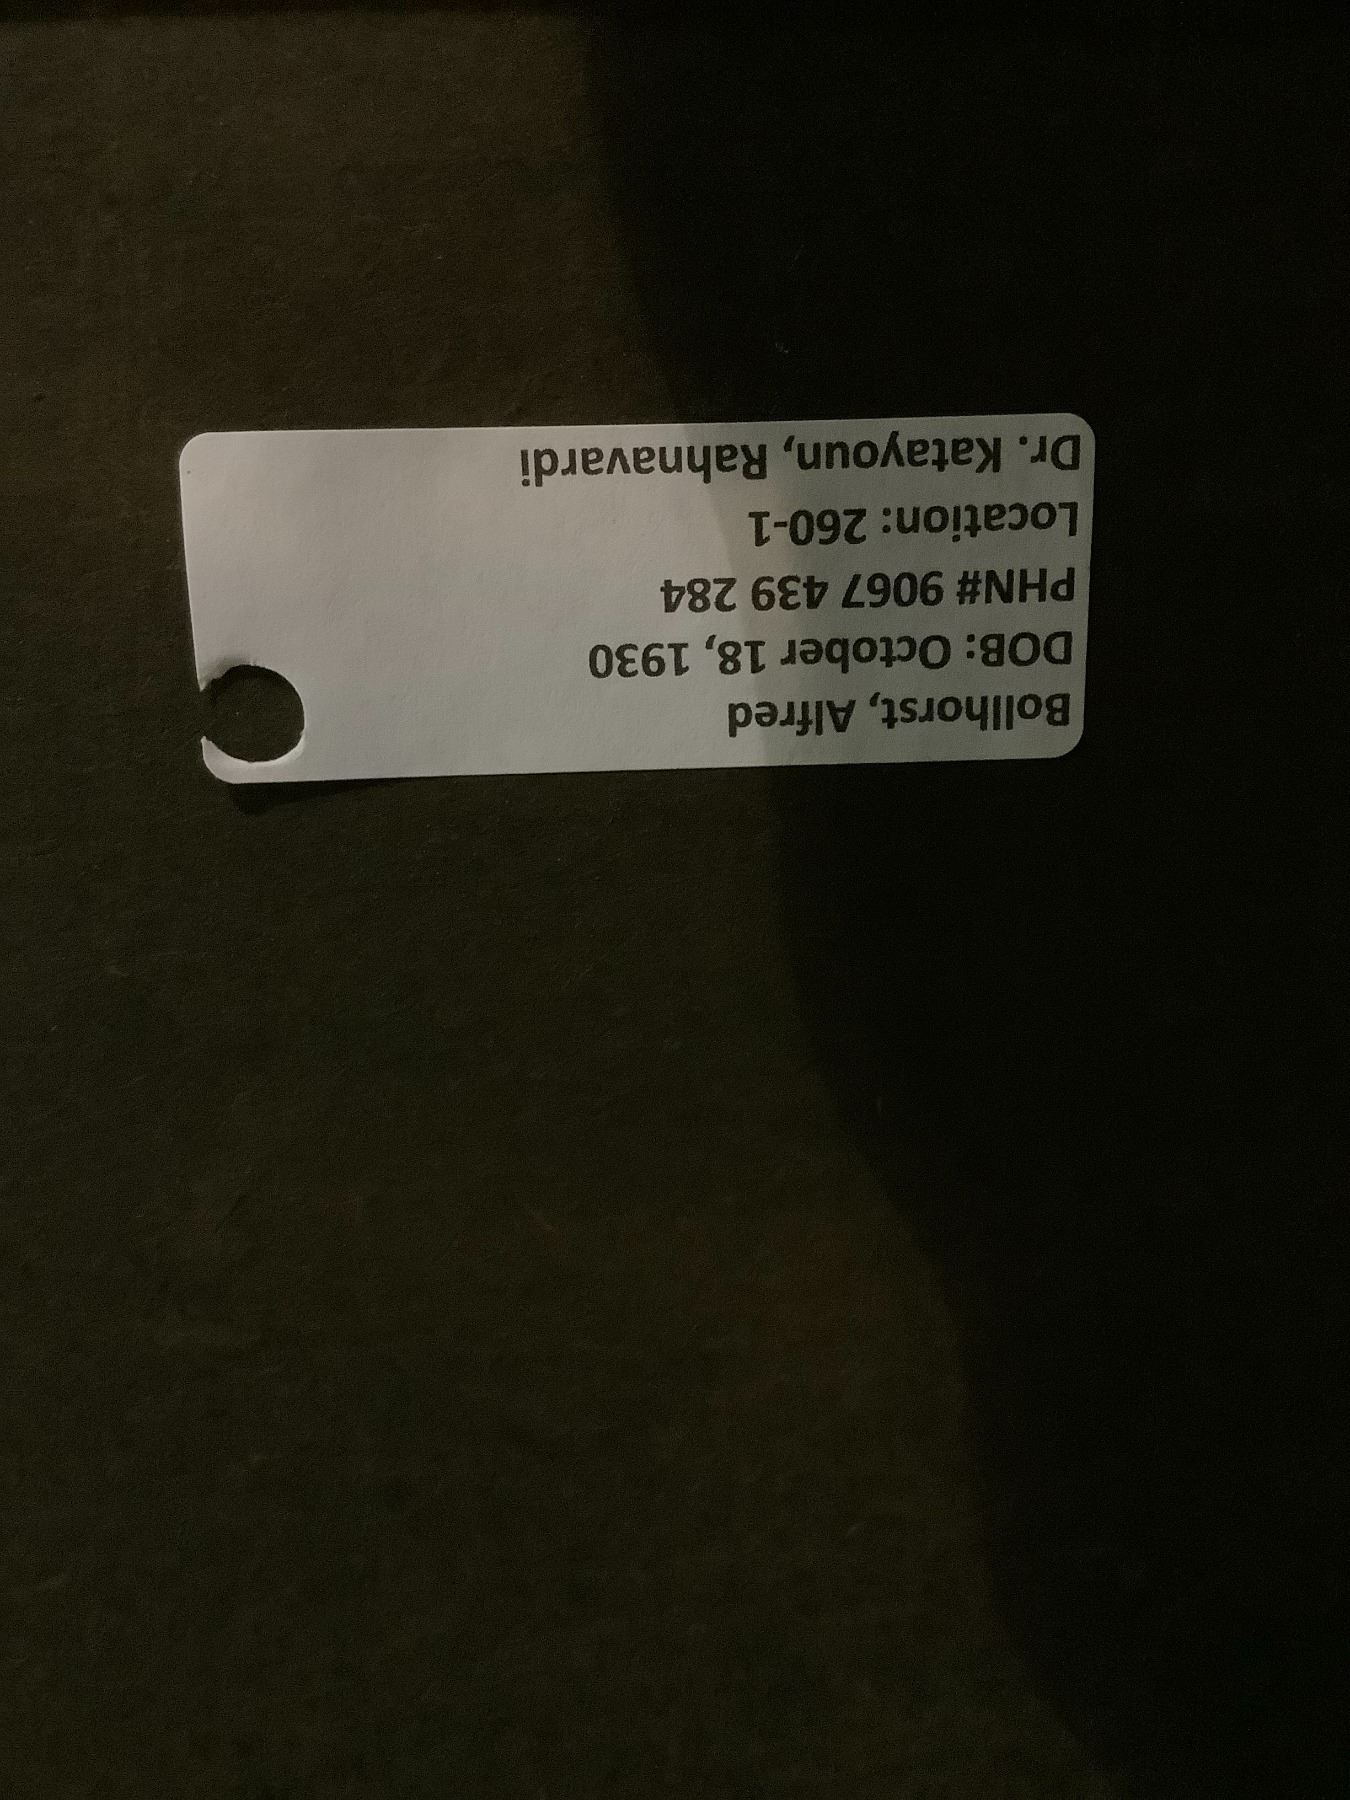 Bollhorst, Alfred
DOB: October 18, 1930
PHN# 9067 439 284
Location: 260-1
Dr. Katayoun, Rahnavardi